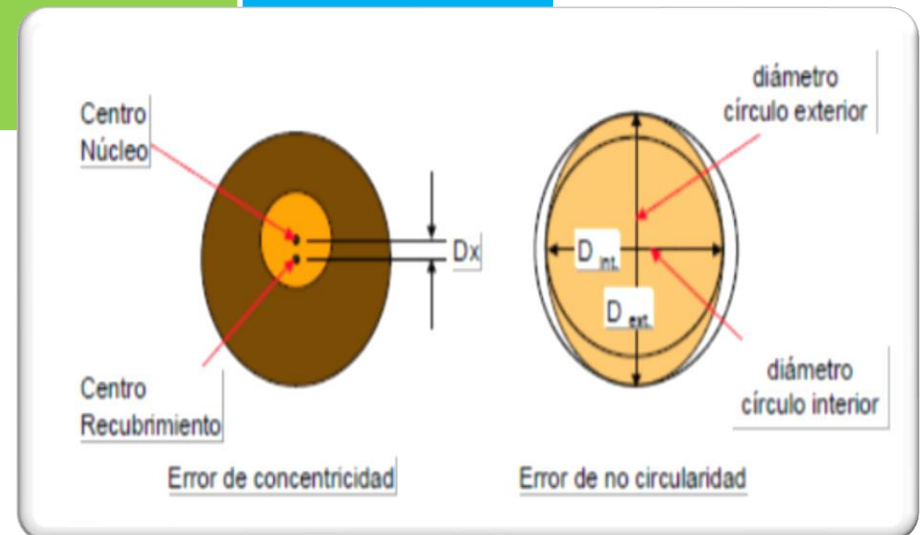 Centro
Núcleo
Dx
Centro
Recubrimiento
Error de concentricidad
diámetro
círculo exterior
D int.
D ext.
diámetro
círculo interior
Error de no circularidad